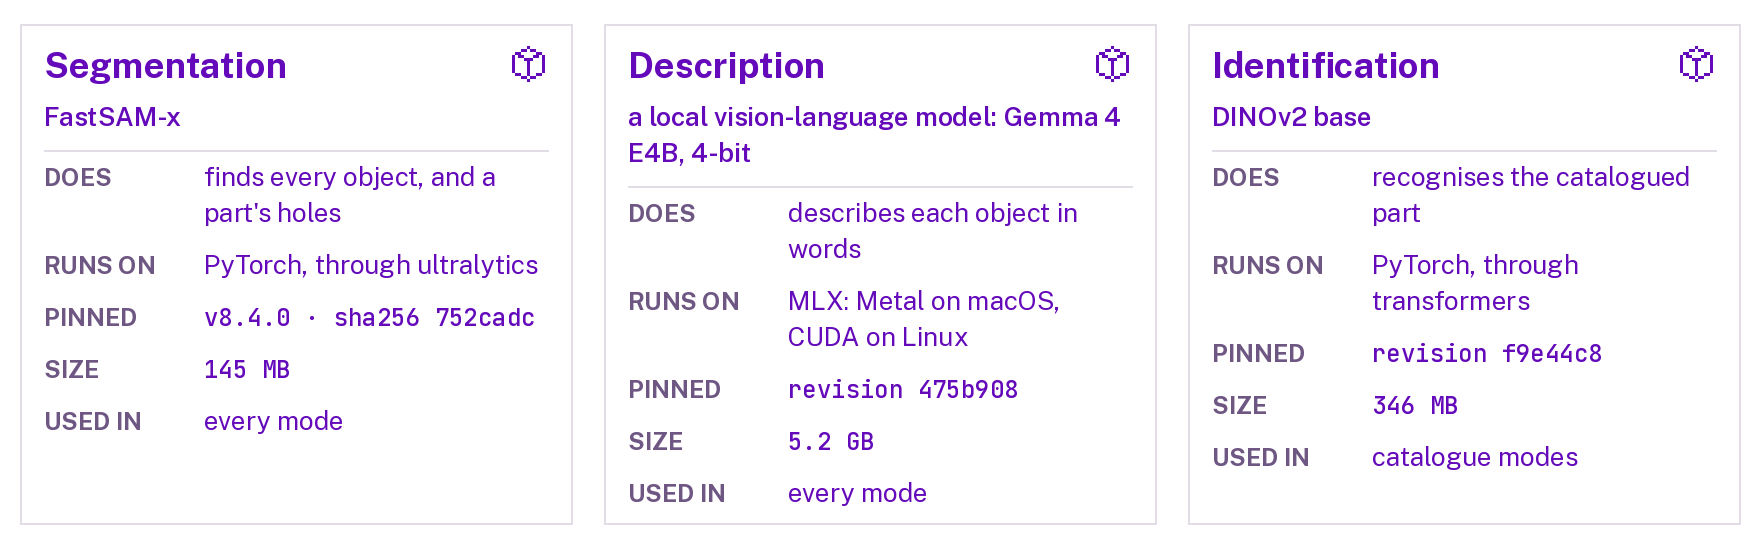 Segmentation
FastSAM-x
DOES finds every object, and a
part's holes
RUNS ON PyTorch, through ultralytics
PINNED v8.4.0 · sha256 752cadc
SIZE 145 MB
USED IN every mode
Description
a local vision-language model: Gemma 4
E4B, 4-bit
DOES describes each object in
words
RUNS ON MLX: Metal on macOS,
CUDA on Linux
PINNED revision 475b908
SIZE 5.2 GB
USED IN every mode
Identification
DINOv2 base
DOES recognises the catalogued
part
RUNS ON PyTorch, through
transformers
PINNED revision f9e44c8
SIZE 346 MB
USED IN catalogue modes